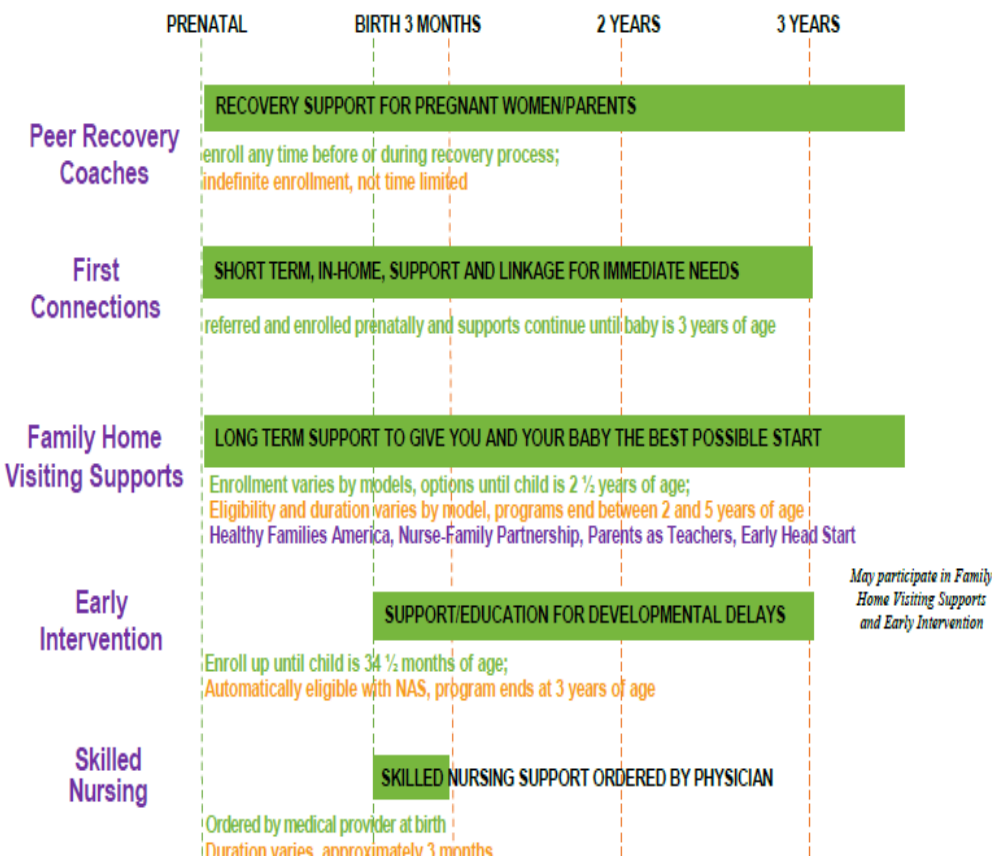 PRENATAL BIRTH 3 MONTHS 2 YEARS 3 YEARS
Peer Recovery
Coaches
RECOVERY SUPPORT FOR PREGNANT WOMEN/PARENTS
enroll any time before or during recovery process;
indefinite enrollment, not time limited
First
Connections
SHORT TERM, IN-HOME, SUPPORT AND LINKAGE FOR IMMEDIATE NEEDS
referred and enrolled prenatally and supports continue until baby is 3 years of age
Family Home
Visiting Supports
LONG TERM SUPPORT TO GIVE YOU AND YOUR BABY THE BEST POSSIBLE START
Enrollment varies by models, options until child is 2 ½ years of age;
Eligibility and duration varies by model, programs end between 2 and 5 years of age
Healthy Families America, Nurse-Family Partnership, Parents as Teachers, Early Head Start
May participate in Family
Home Visiting Supports
and Early Intervention
Early
Intervention
SUPPORT/EDUCATION FOR DEVELOPMENTAL DELAYS
Enroll up until child is 34 ½ months of age;
Automatically eligible with NAS, program ends at 3 years of age
Skilled
Nursing
SKILLED NURSING SUPPORT ORDERED BY PHYSICIAN
Ordered by medical provider at birth
Duration varies, approximately 3 months